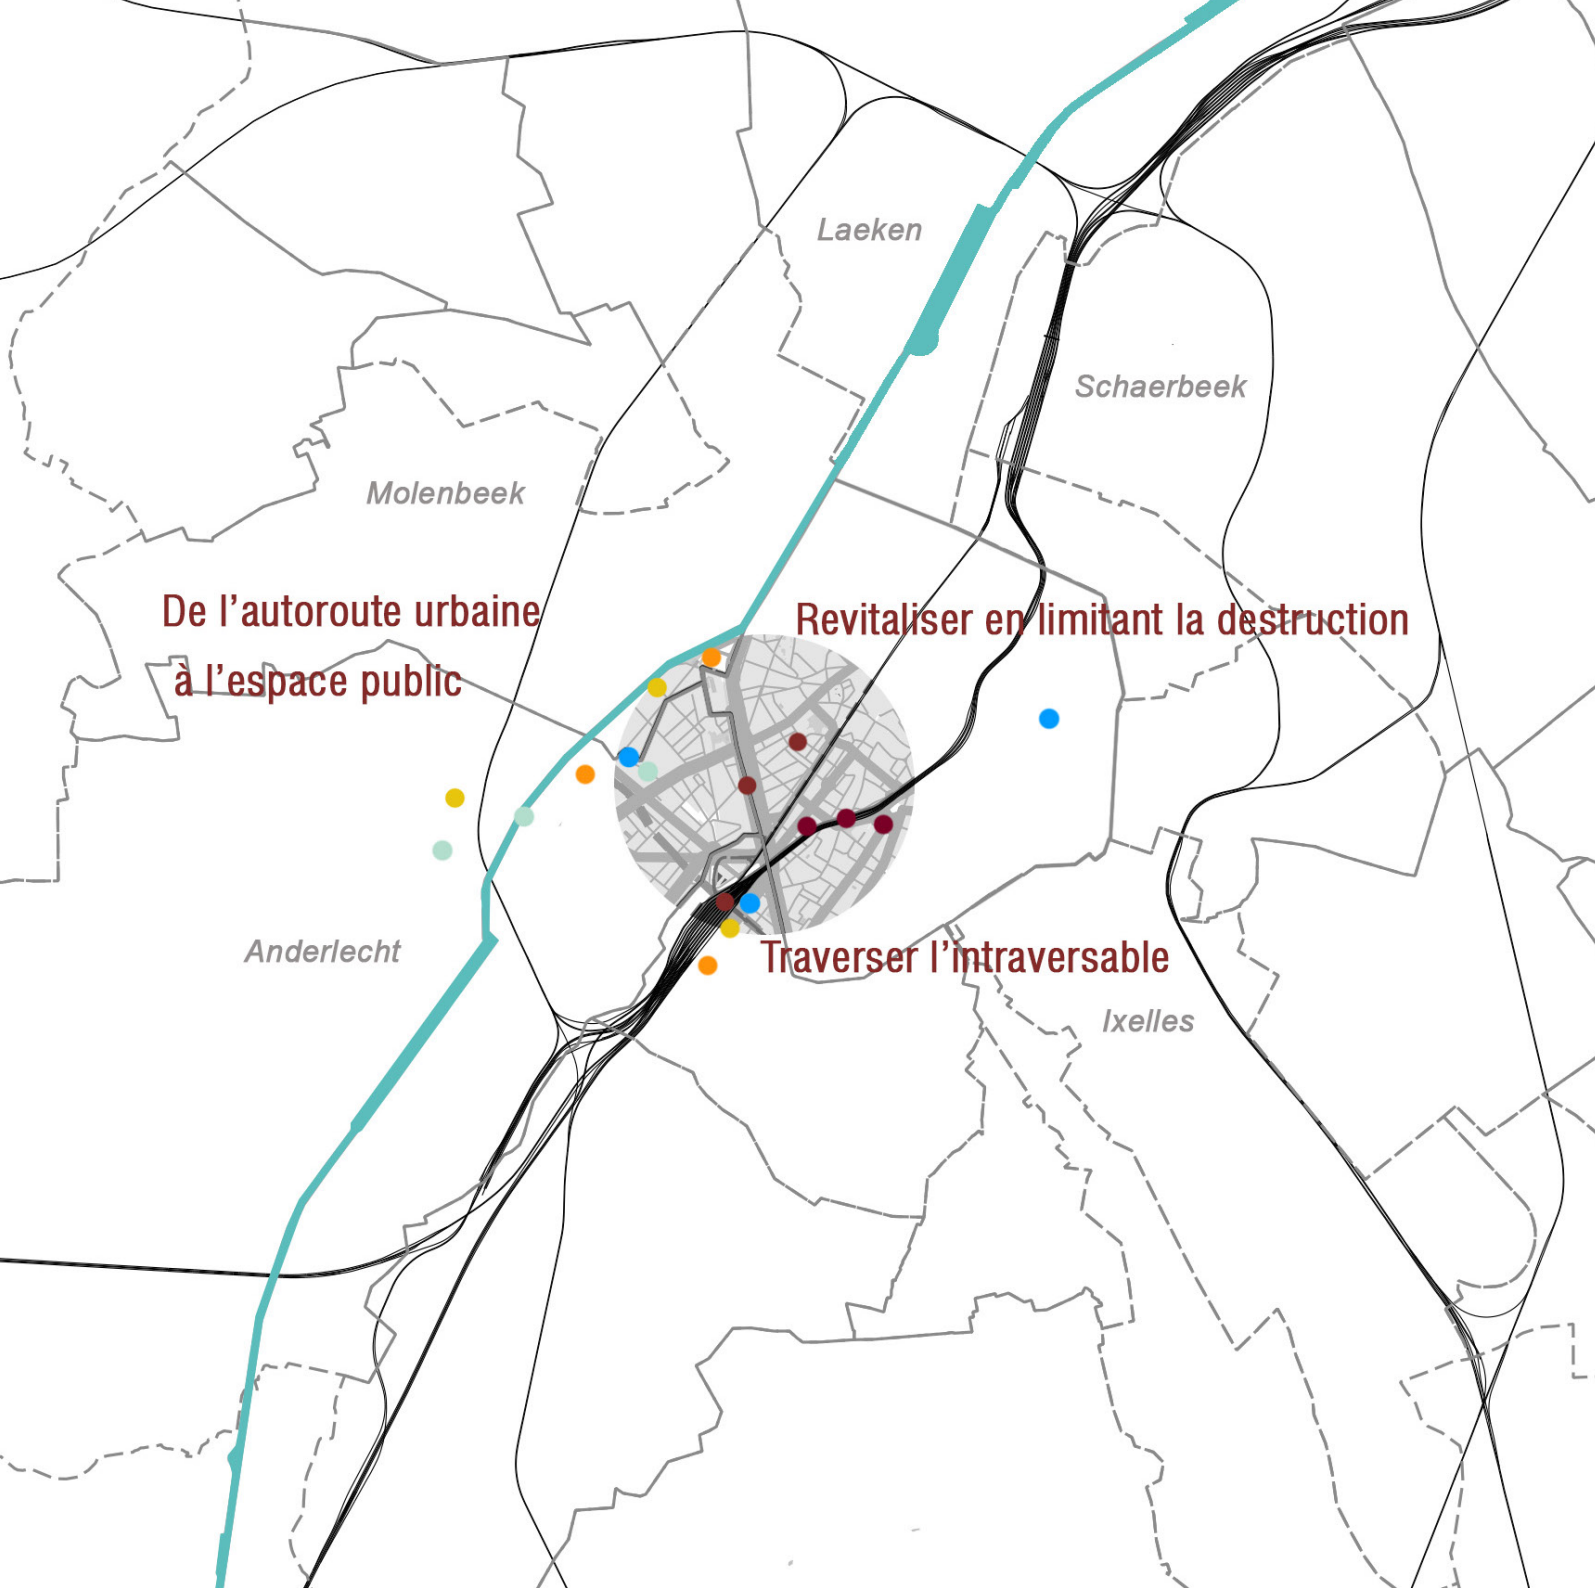 Laeken
Schaerbeek
Molenbeek
De l'autoroute urbaine
à l'espace public
Revitaliser en limitant la destruction
Anderlecht
Traverser l'intraversable
Ixelles